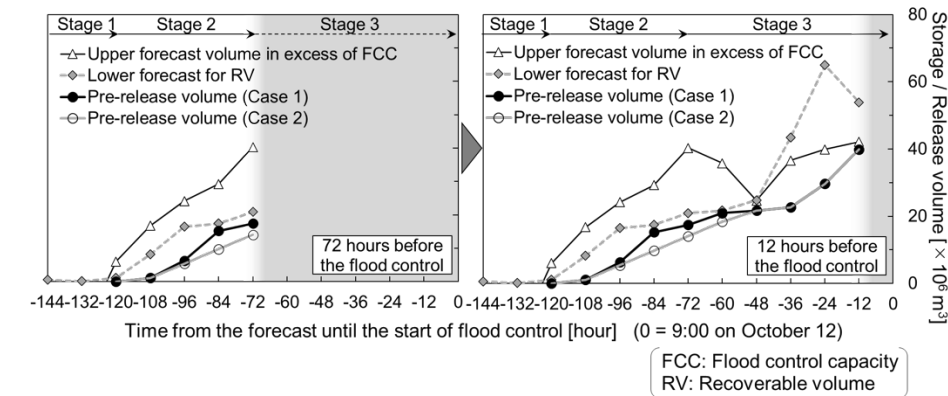 Stage 1 Stage 2 Stage 3
Upper forecast volume in excess of FCC
Lower forecast for RV
Pre-release volume (Case 1)
Pre-release volume (Case 2)
72 hours before
the flood control
-144 -132 -120 -108 -96 -84 -72 -60 -48 -36 -24 -12 0
Stage 1 Stage 2 Stage 3
Upper forecast volume in excess of FCC
Lower forecast for RV
Pre-release volume (Case 1)
Pre-release volume (Case 2)
12 hours before
the flood control
-144 -132 -120 -108 -96 -84 -72 -60 -48 -36 -24 -12 0
80
60
40
20
0
Storage / Release volume [×10⁶ m³]
Time from the forecast until the start of flood control [hour] (0 = 9:00 on October 12)
FCC: Flood control capacity
RV: Recoverable volume